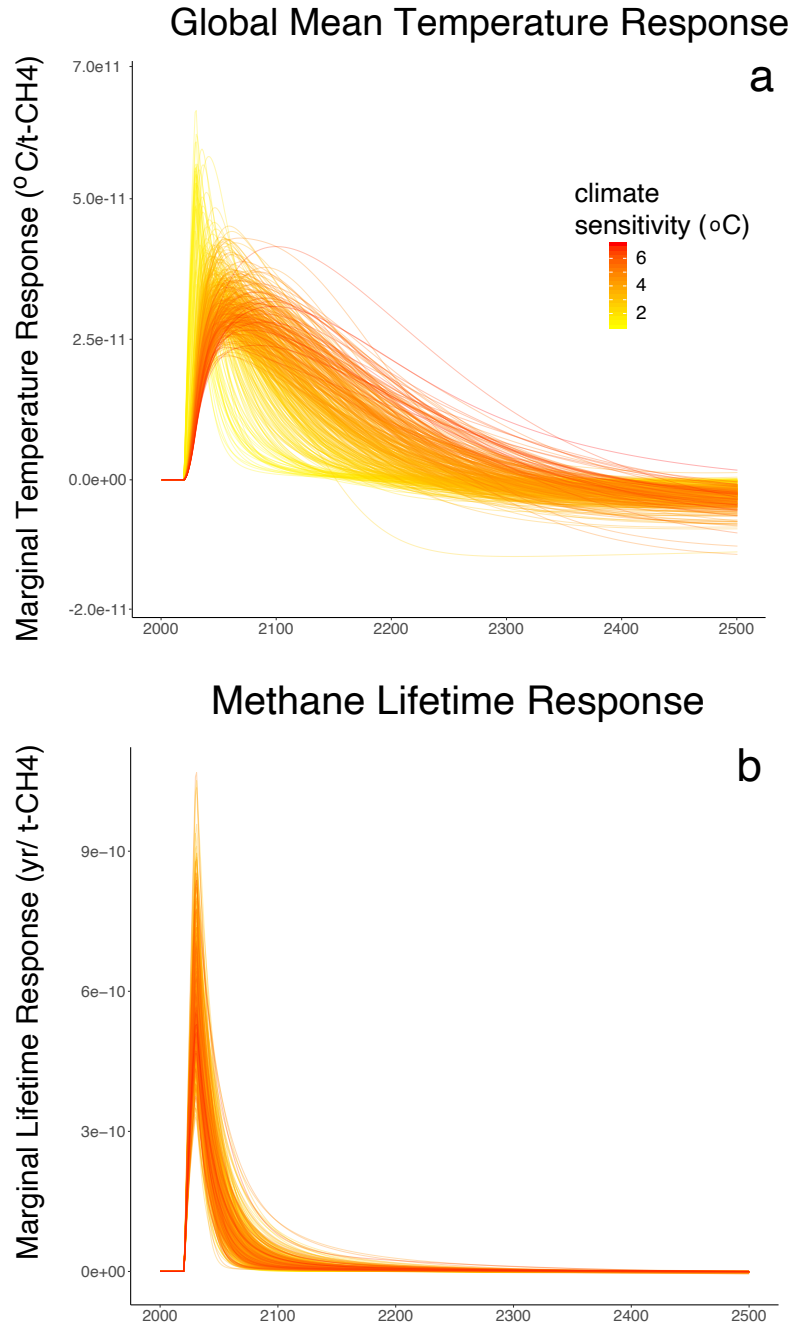 Global Mean Temperature Response
a
Marginal Temperature Response (°C/t-CH4)
7.0e11
5.0e-11
2.5e-11
0.0e+00
-2.0e-11
climate
sensitivity (°C)
6
4
2
2000 2100 2200 2300 2400 2500
Methane Lifetime Response
b
Marginal Lifetime Response (yr/ t-CH4)
9e−10
6e−10
3e−10
0e+00
2000 2100 2200 2300 2400 2500